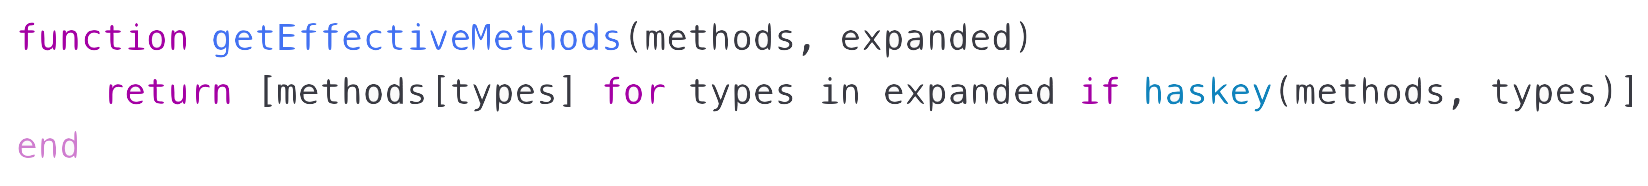 function getEffectiveMethods(methods, expanded)
    return [methods[types] for types in expanded if haskey(methods, types)]
end